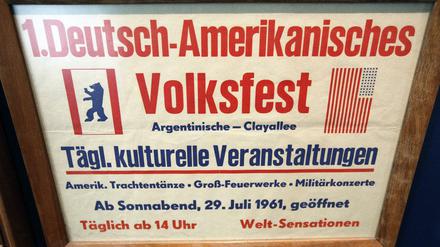 1.Deutsch-Amerikanisches
Volksfest
Argentinische – Clayallee
Tägl. kulturelle Veranstaltungen
Amerik. Trachtentänze • Groß-Feuerwerke • Militärkonzerte
Ab Sonnabend, 29. Juli 1961, geöffnet
Täglich ab 14 Uhr Welt-Sensationen